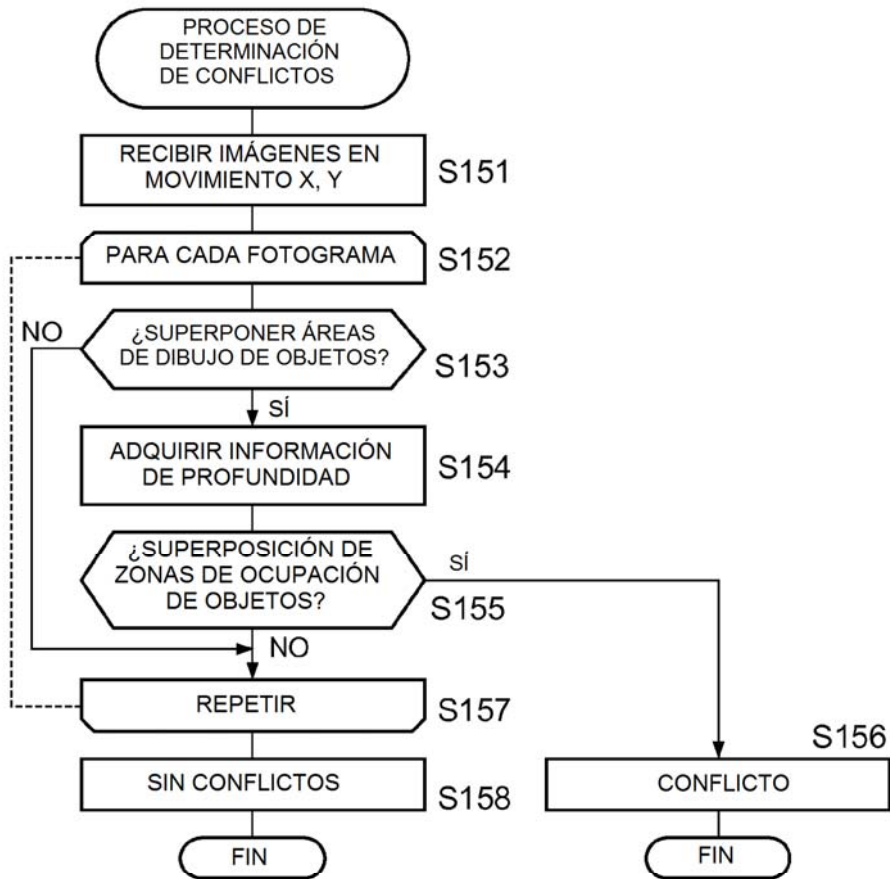 PROCESO DE
DETERMINACIÓN
DE CONFLICTOS
RECIBIR IMÁGENES EN
MOVIMIENTO X, Y
S151
PARA CADA FOTOGRAMA
S152
NO
¿SUPERPONER ÁREAS
DE DIBUJO DE OBJETOS?
S153
SÍ
ADQUIRIR INFORMACIÓN
DE PROFUNDIDAD
S154
¿SUPERPOSICIÓN DE
ZONAS DE OCUPACIÓN
DE OBJETOS?
SÍ
S155
NO
REPETIR
S157
S156
SIN CONFLICTOS
S158
CONFLICTO
FIN
FIN